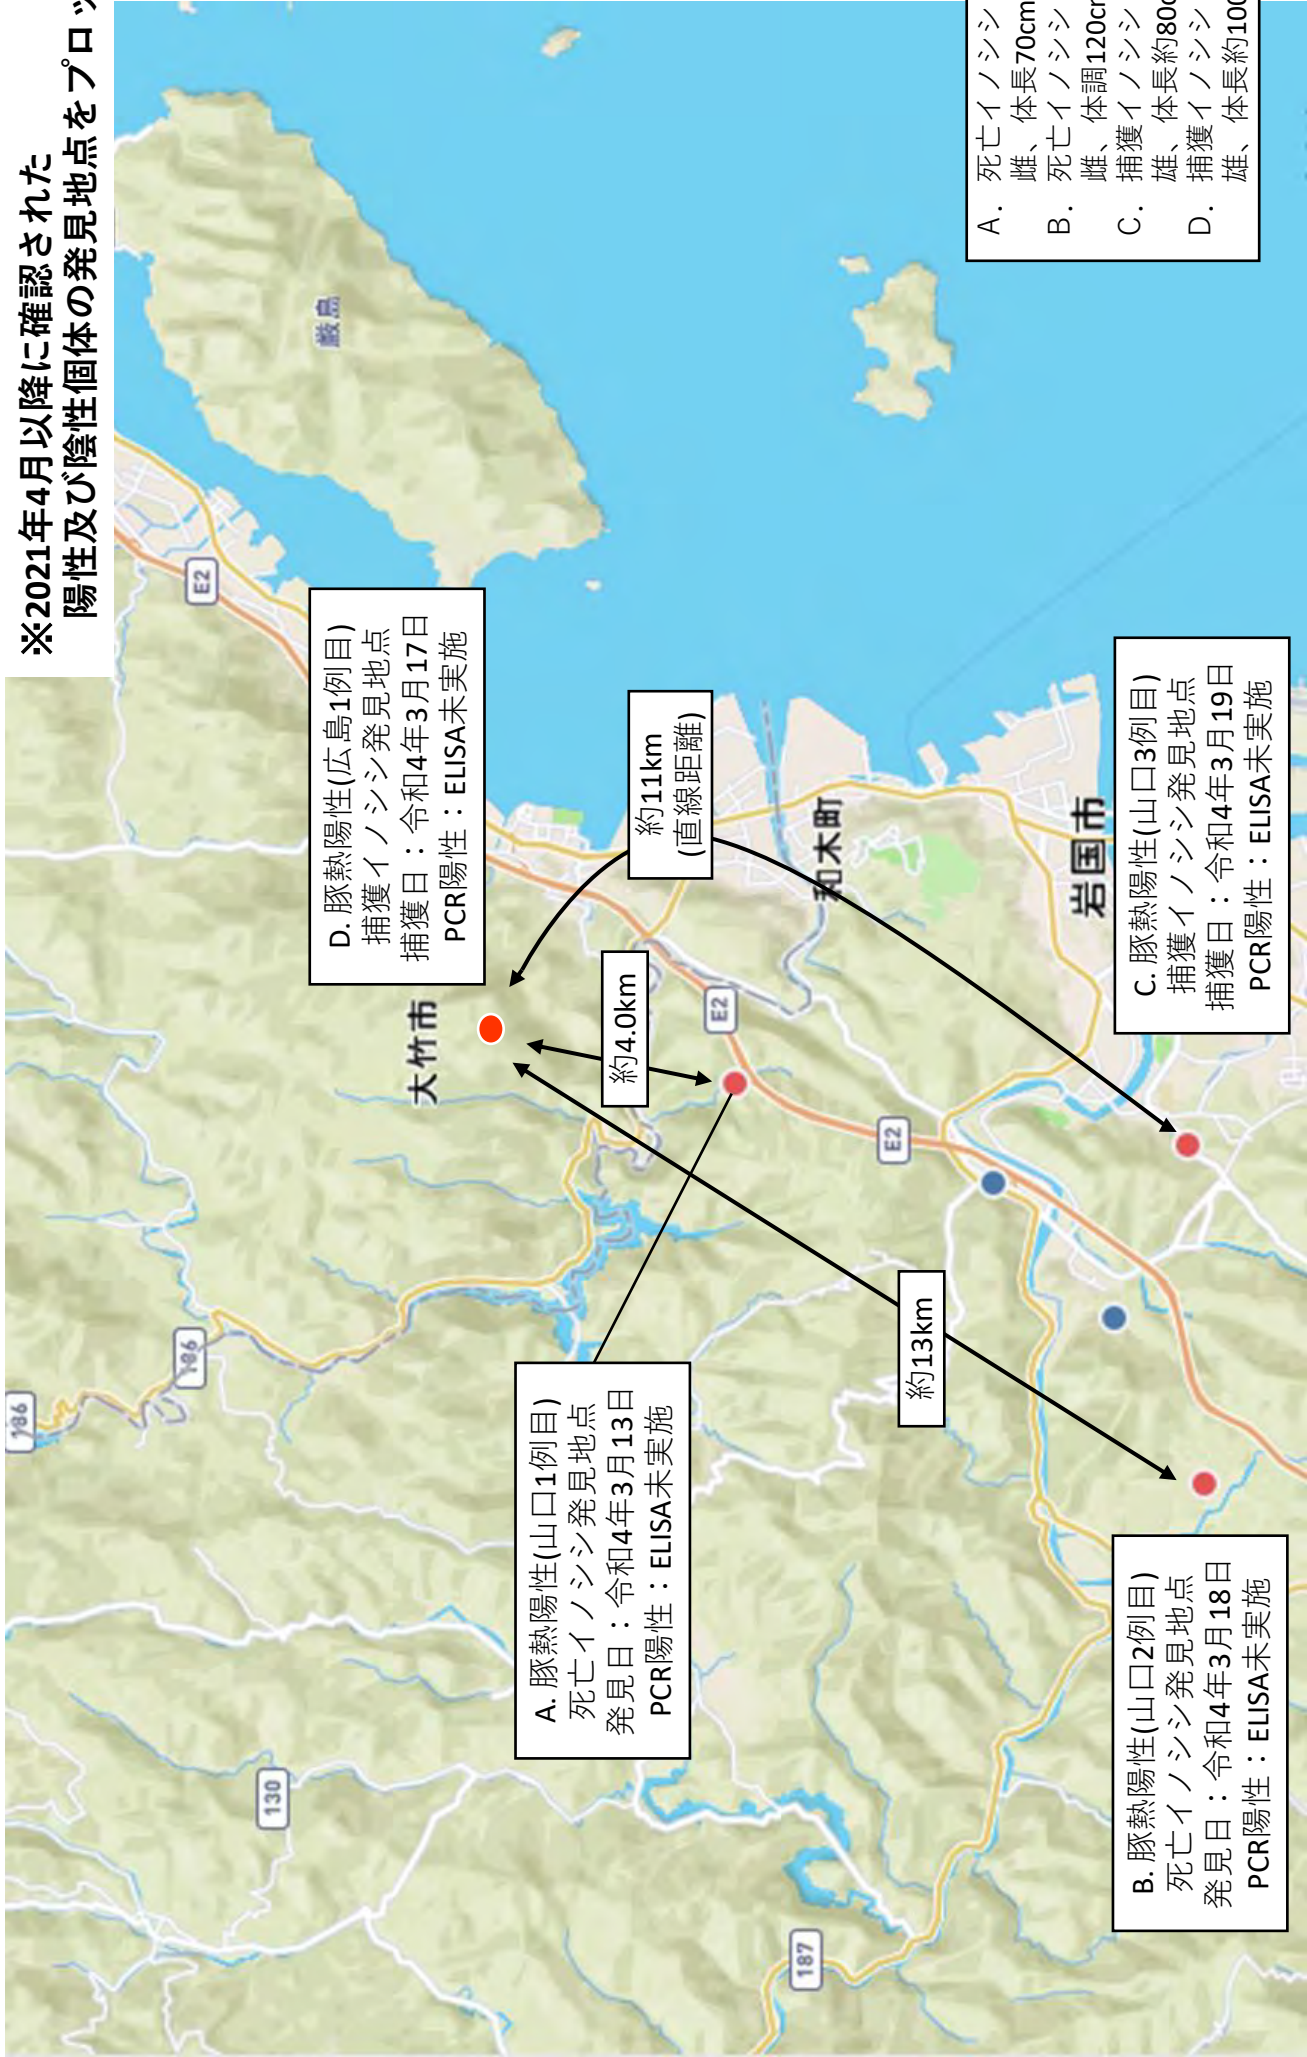 ※2021年4月以降に確認された
陽性及び陰性個体の発見地点をプロッ
厳島
E2
D. 豚熱陽性(広島1例目)
捕獲イノシシ発見地点
捕獲日：令和4年3月17日
PCR陽性：ELISA未実施
大竹市
約11km
(直線距離)
約4.0km
和木町
岩国市
E2
E2
C. 豚熱陽性(山口3例目)
捕獲イノシシ発見地点
捕獲日：令和4年3月19日
PCR陽性：ELISA未実施
186
186
約13km
A. 豚熱陽性(山口1例目)
死亡イノシシ発見地点
発見日：令和4年3月13日
PCR陽性：ELISA未実施
130
187
B. 豚熱陽性(山口2例目)
死亡イノシシ発見地点
発見日：令和4年3月18日
PCR陽性：ELISA未実施
A. 死亡イノシシ
雌、体長70cm
B. 死亡イノシシ
雌、体調120cm
C. 捕獲イノシシ
雄、体長約80c
D. 捕獲イノシシ
雄、体長約100